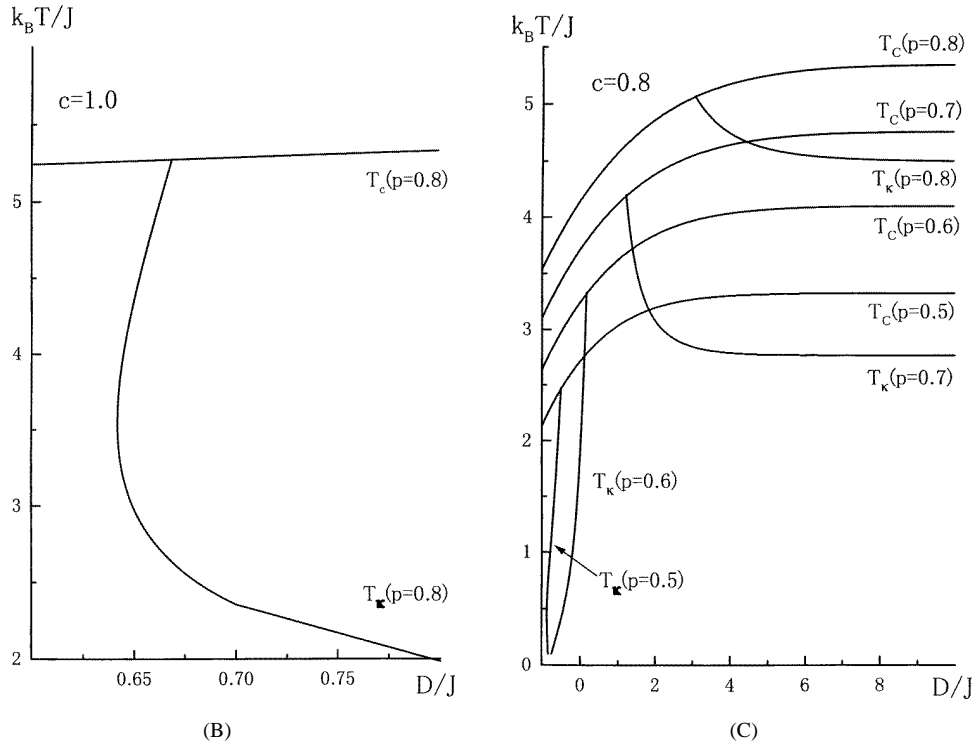 k_B T/J
c=1.0
5
T_c(p=0.8)
4
3
T_κ(p=0.8)
2
0.65 0.70 0.75 D/J
(B)
k_B T/J
T_C(p=0.8)
c=0.8
5
T_C(p=0.7)
T_κ(p=0.8)
4
T_C(p=0.6)
3
T_C(p=0.5)
T_κ(p=0.7)
2
T_κ(p=0.6)
1
T_κ(p=0.5)
0
0 2 4 6 8 D/J
(C)